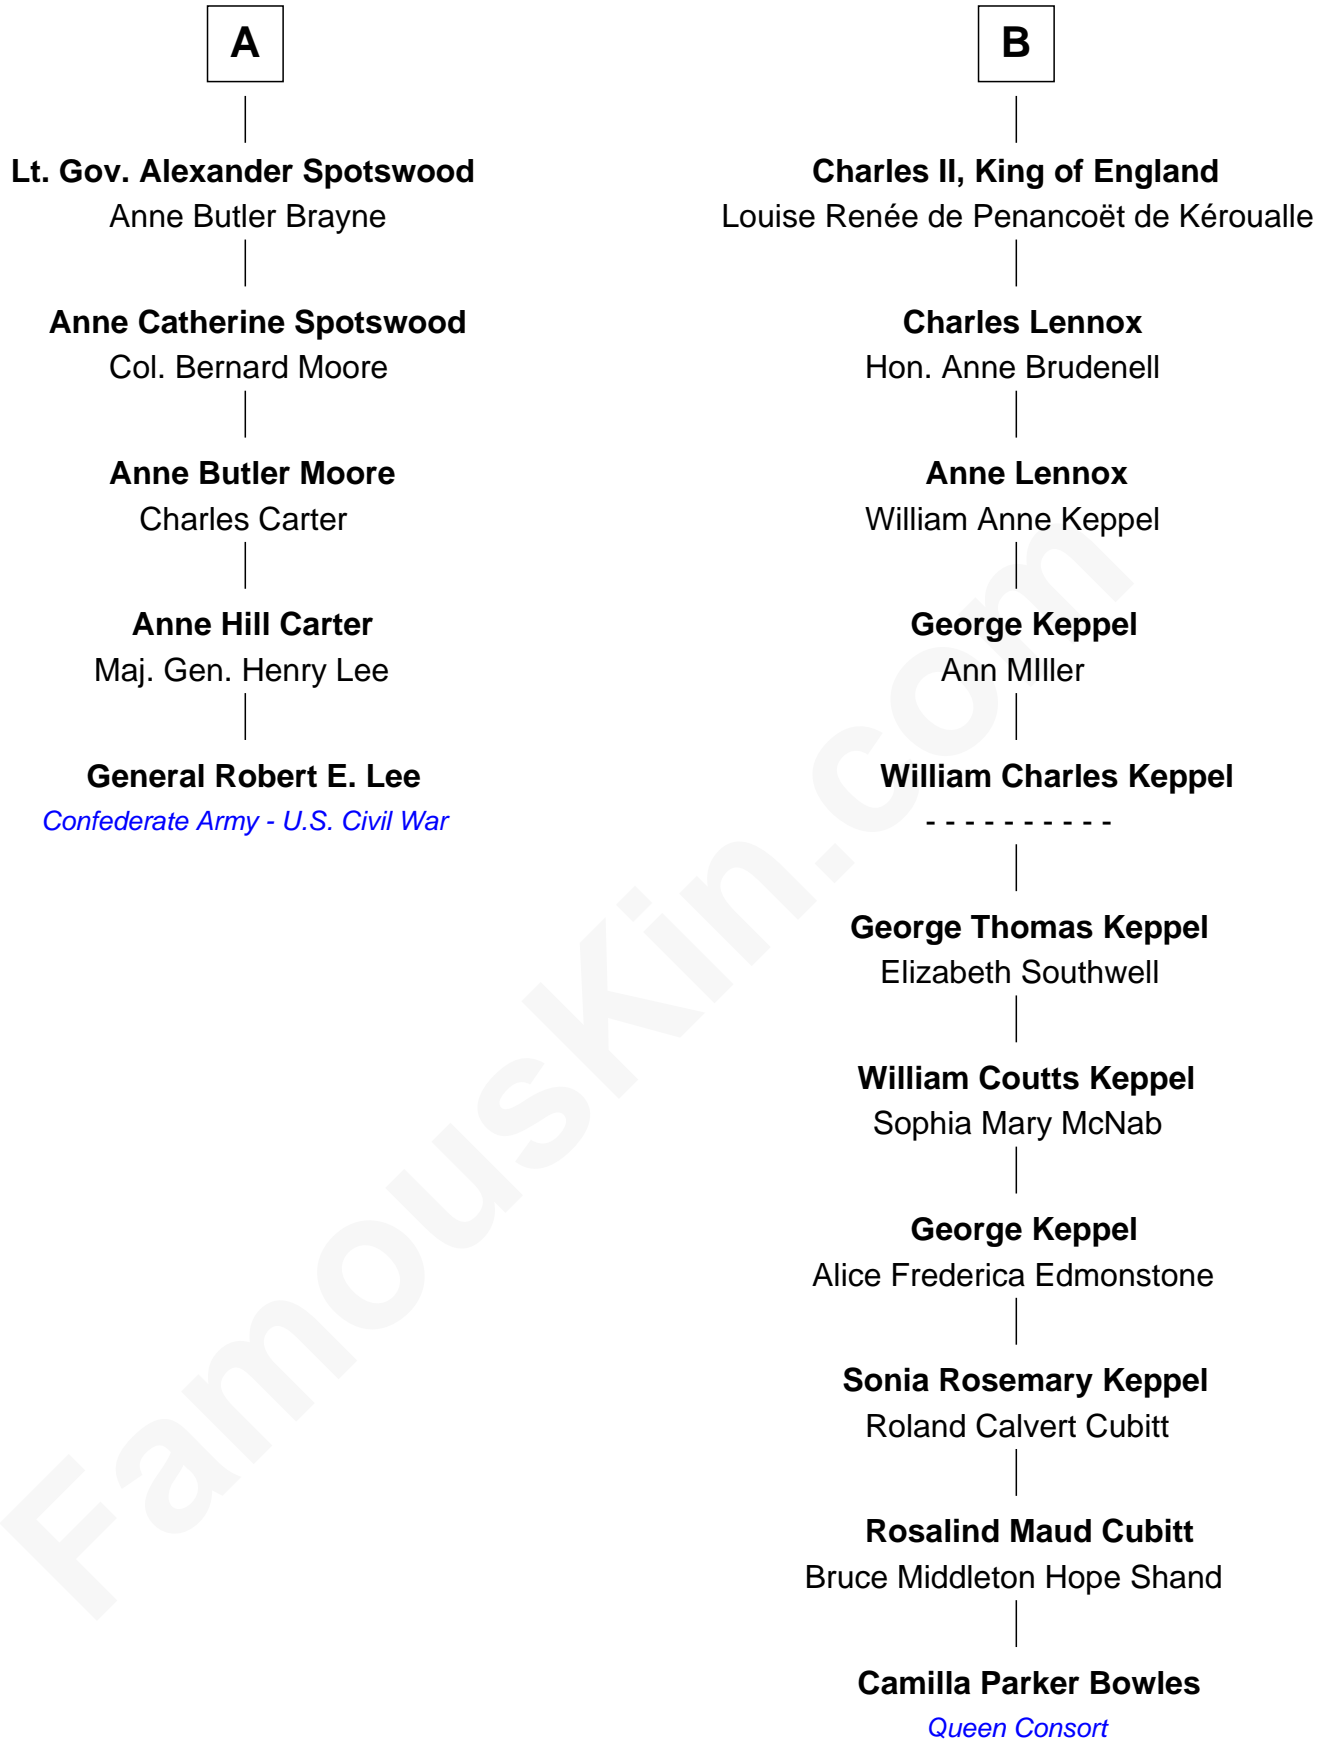 A
Lt. Gov. Alexander Spotswood
Anne Butler Brayne
Anne Catherine Spotswood
Col. Bernard Moore
Anne Butler Moore
Charles Carter
Anne Hill Carter
Maj. Gen. Henry Lee
General Robert E. Lee
Confederate Army - U.S. Civil War
B
Charles II, King of England
Louise Renée de Penancoët de Kéroualle
Charles Lennox
Hon. Anne Brudenell
Anne Lennox
William Anne Keppel
George Keppel
Ann MIller
William Charles Keppel
- - - - - - - - - -
George Thomas Keppel
Elizabeth Southwell
William Coutts Keppel
Sophia Mary McNab
George Keppel
Alice Frederica Edmonstone
Sonia Rosemary Keppel
Roland Calvert Cubitt
Rosalind Maud Cubitt
Bruce Middleton Hope Shand
Camilla Parker Bowles
Queen Consort
FamousKin.com